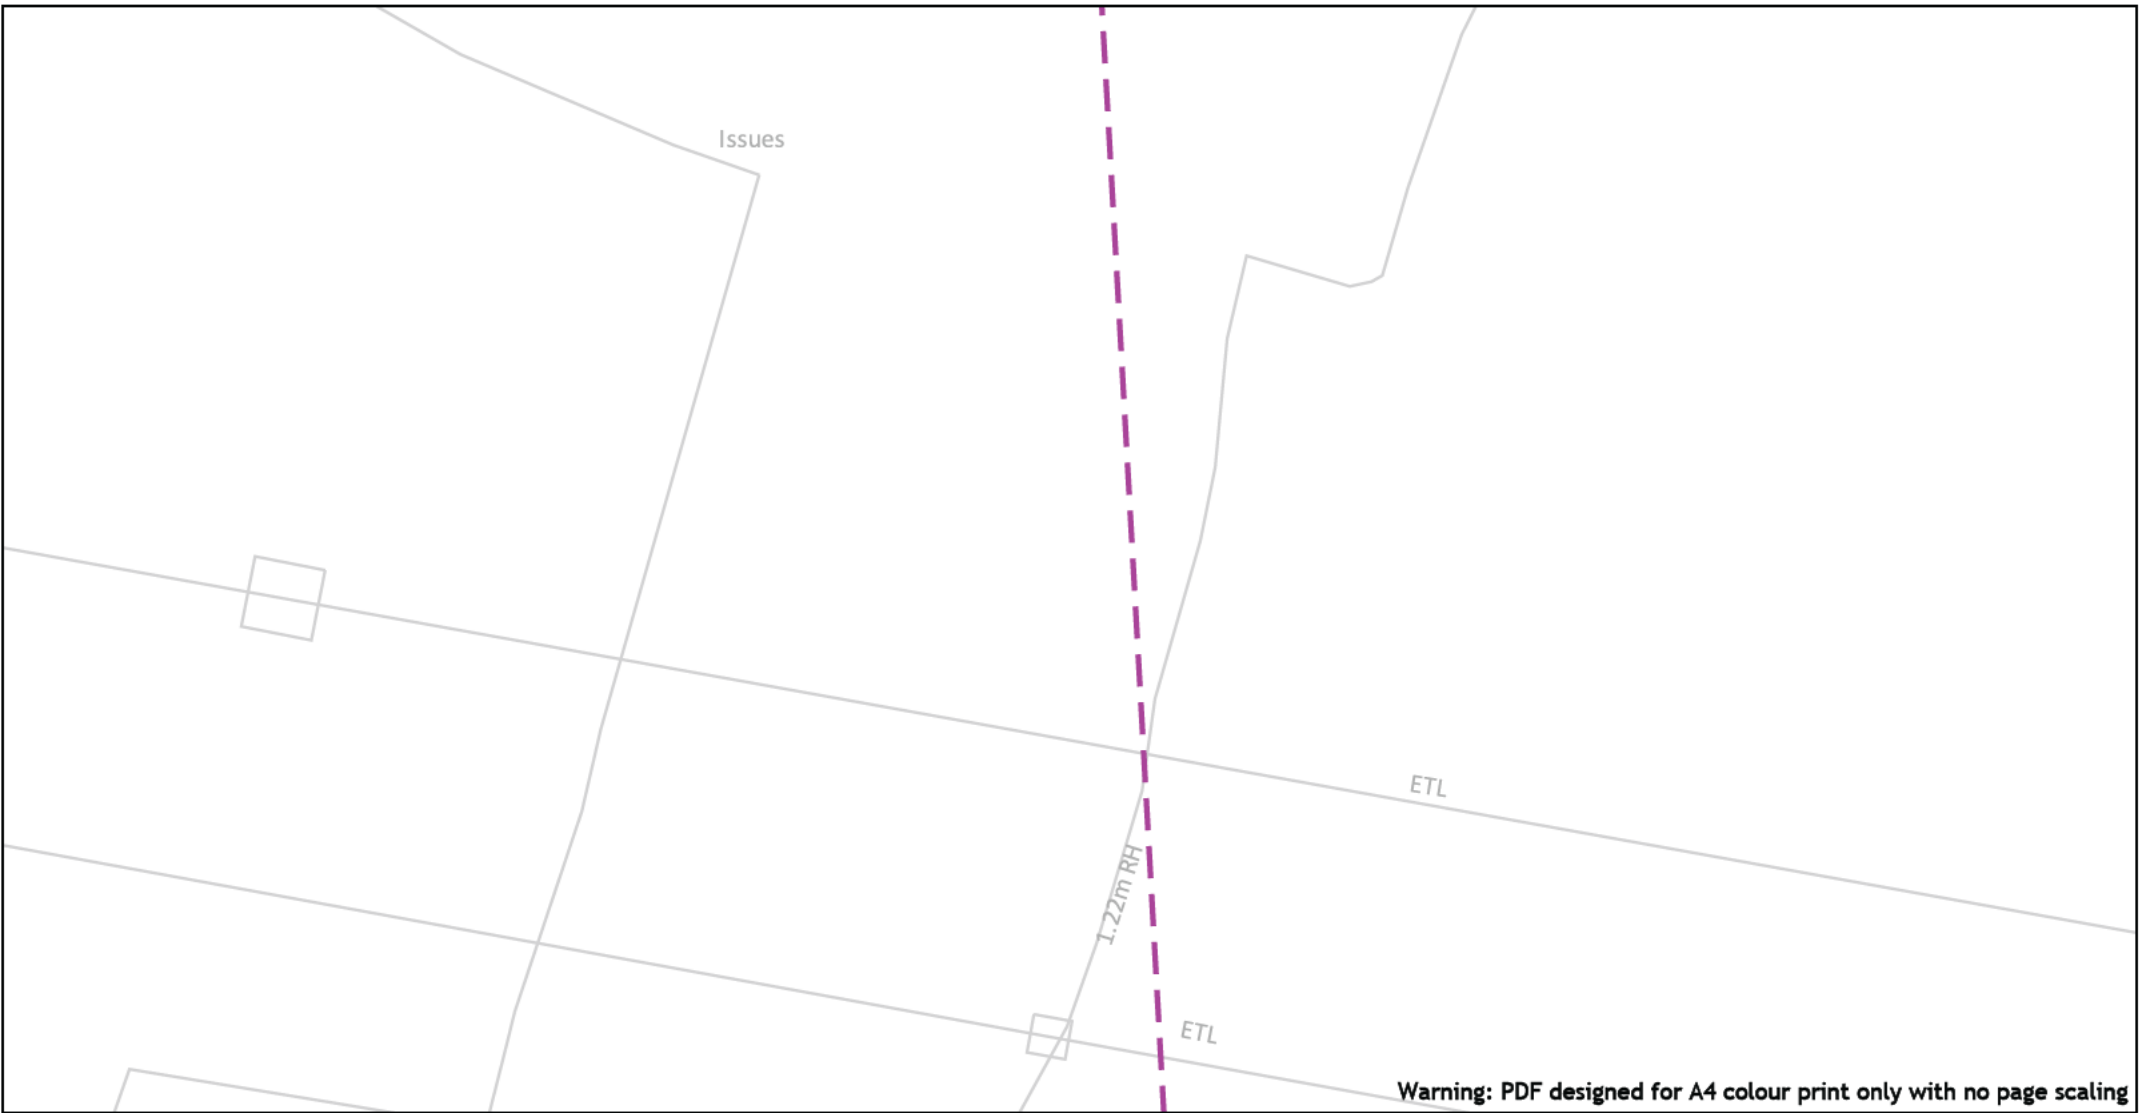 Issues
ETL
1.22m RH
ETL
Warning: PDF designed for A4 colour print only with no page scaling